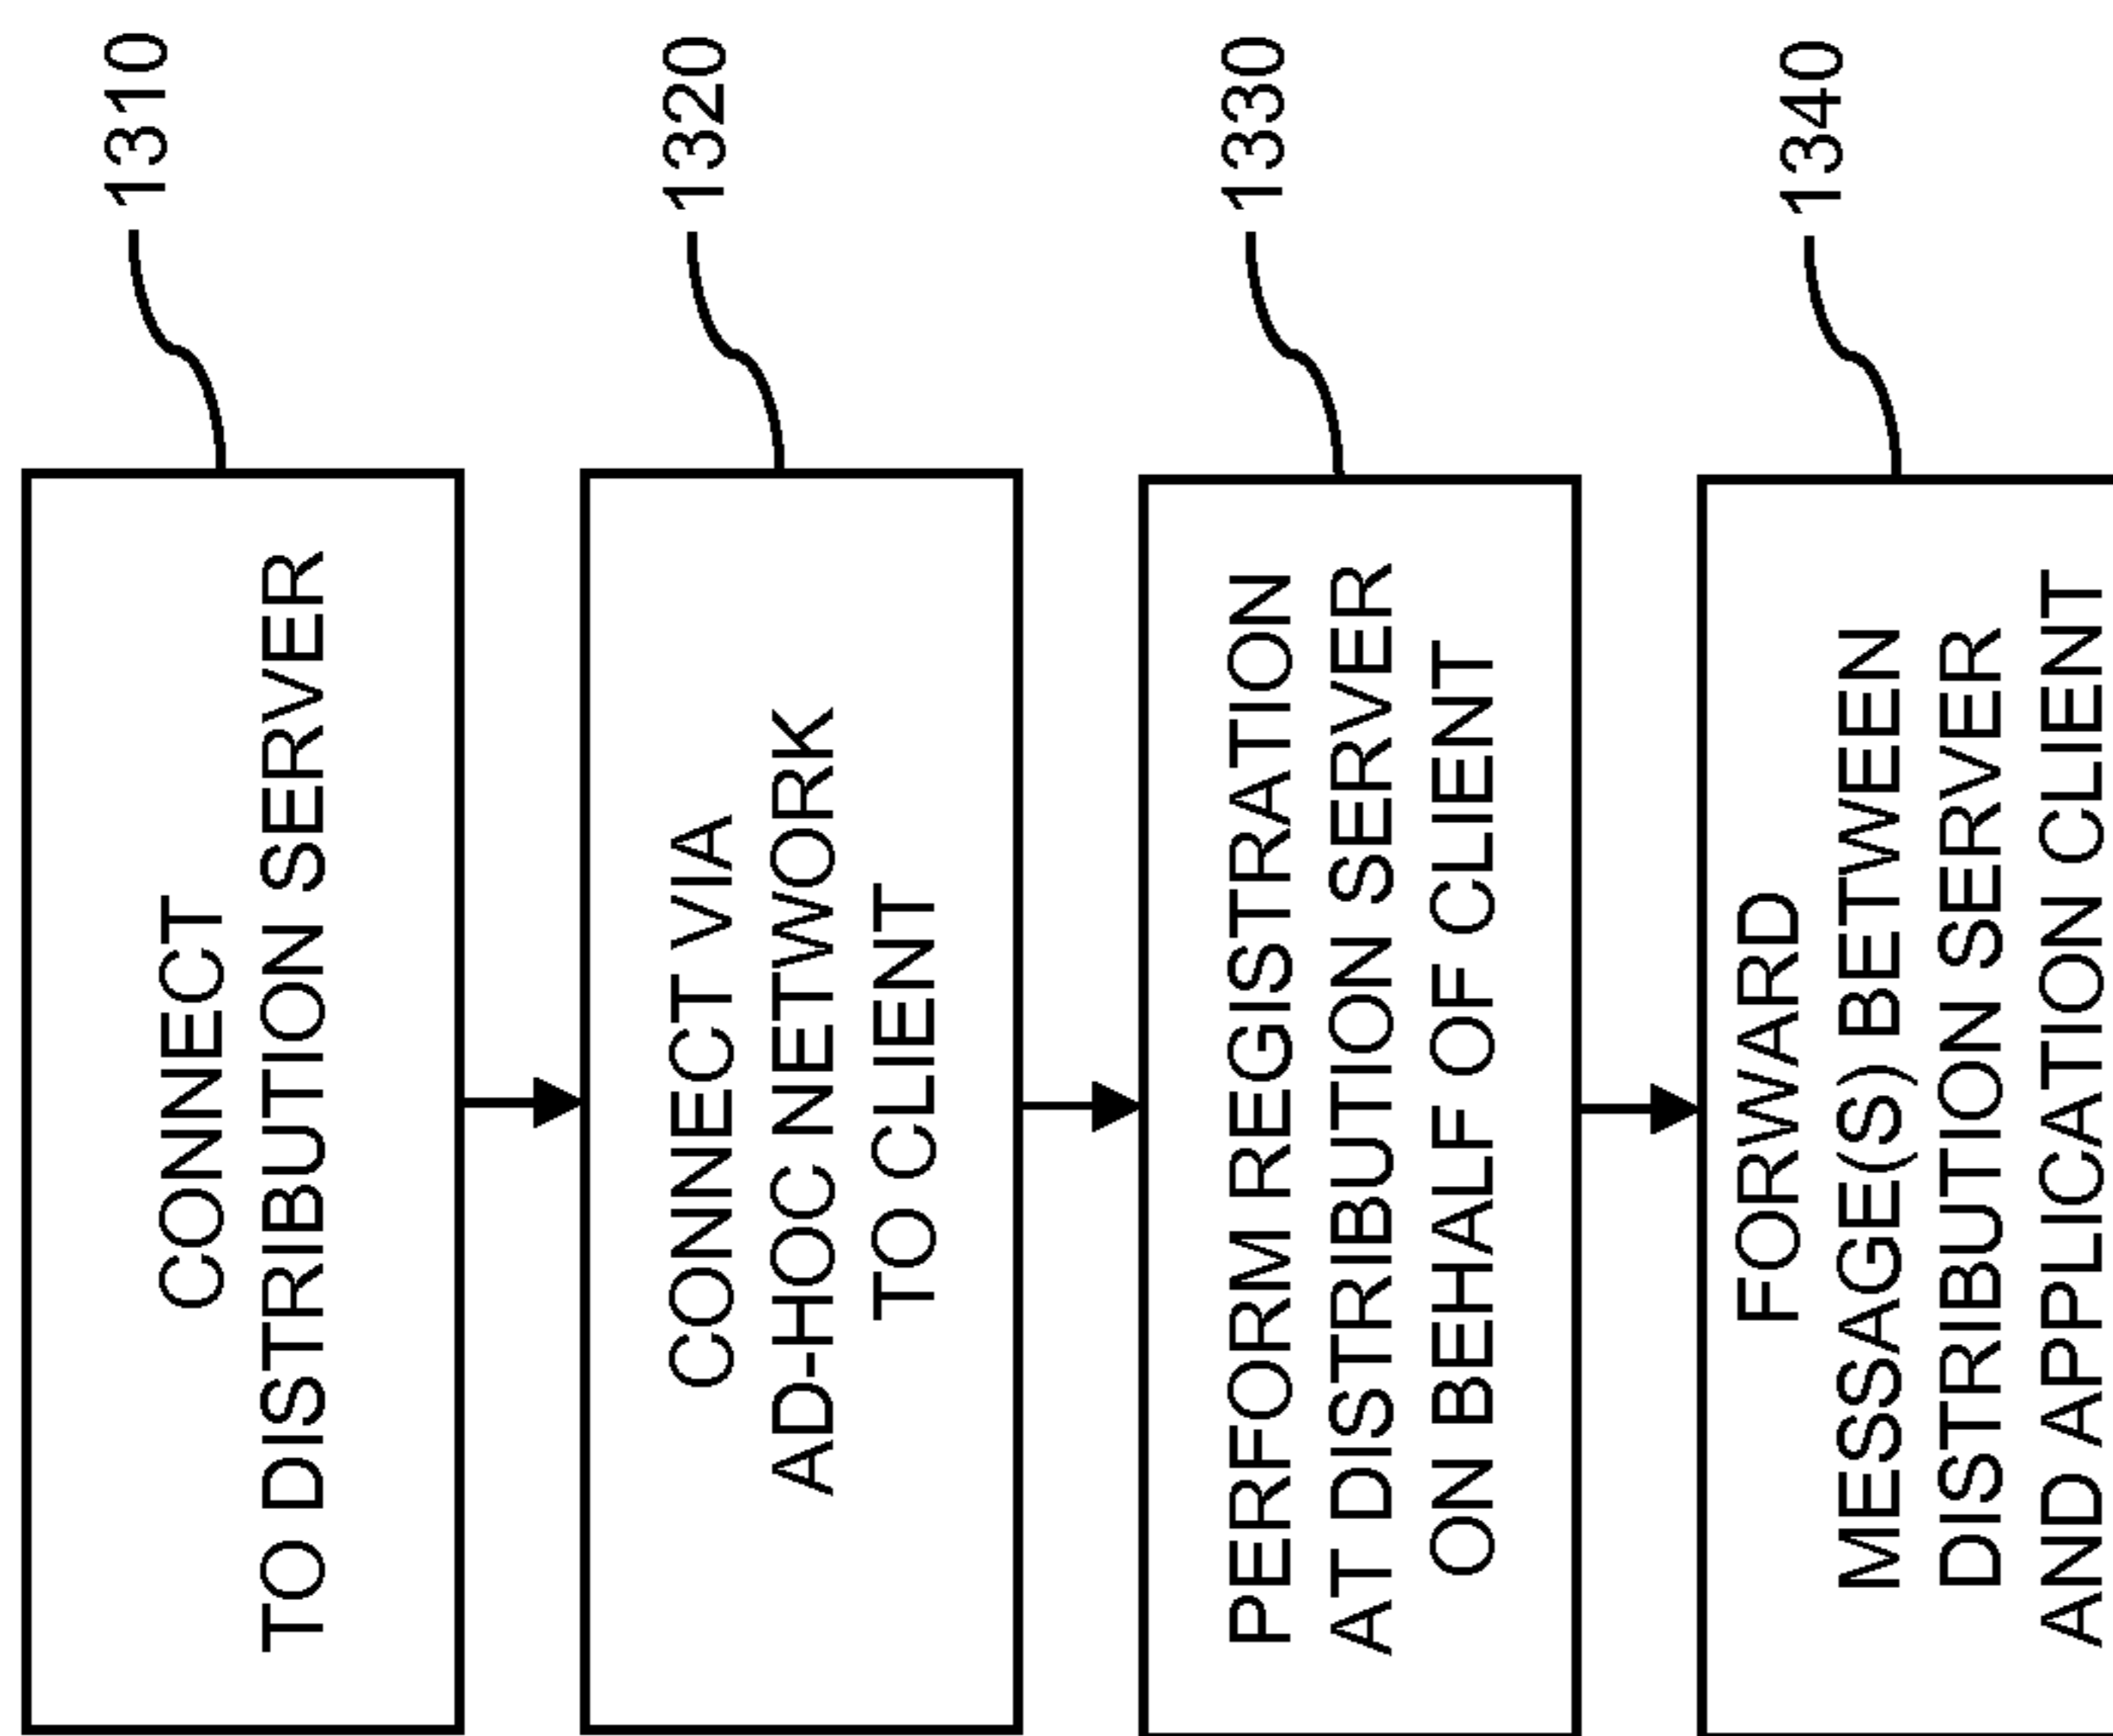 1310
CONNECT
TO DISTRIBUTION SERVER
1320
CONNECT VIA
AD-HOC NETWORK
TO CLIENT
1330
PERFORM REGISTRATION
AT DISTRIBUTION SERVER
ON BEHALF OF CLIENT
1340
FORWARD
MESSAGE(S) BETWEEN
DISTRIBUTION SERVER
AND APPLICATION CLIENT